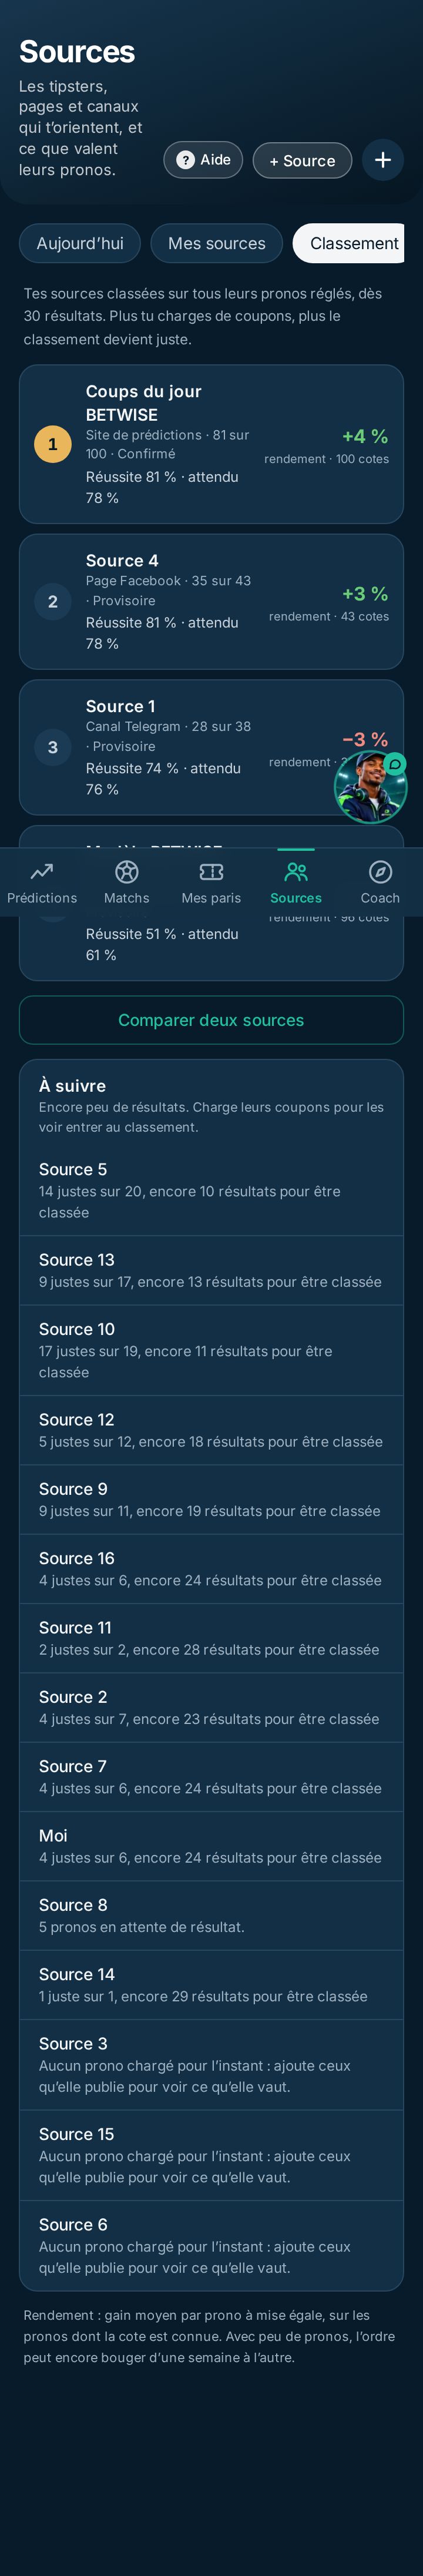 Sources
Les tipsters,
pages et canaux
qui t’orientent, et
ce que valent
leurs pronos.
? Aide
+ Source
+
Aujourd’hui
Mes sources
Classement
Tes sources classées sur tous leurs pronos réglés, dès
30 résultats. Plus tu charges de coupons, plus le
classement devient juste.
1
Coups du jour
BETWISE
Site de prédictions · 81 sur
100 · Confirmé
Réussite 81 % · attendu
78 %
+4 %
rendement · 100 cotes
2
Source 4
Page Facebook · 35 sur 43
· Provisoire
Réussite 81 % · attendu
78 %
+3 %
rendement · 43 cotes
3
Source 1
Canal Telegram · 28 sur 38
· Provisoire
Réussite 74 % · attendu
76 %
−3 %
rendement ·
Prédictions
Matchs
Mes paris
Sources
Coach
rendement · 96 cotes
Réussite 51 % · attendu
61 %
Comparer deux sources
À suivre
Encore peu de résultats. Charge leurs coupons pour les
voir entrer au classement.
Source 5
14 justes sur 20, encore 10 résultats pour être
classée
Source 13
9 justes sur 17, encore 13 résultats pour être classée
Source 10
17 justes sur 19, encore 11 résultats pour être
classée
Source 12
5 justes sur 12, encore 18 résultats pour être classée
Source 9
9 justes sur 11, encore 19 résultats pour être classée
Source 16
4 justes sur 6, encore 24 résultats pour être classée
Source 11
2 justes sur 2, encore 28 résultats pour être classée
Source 2
4 justes sur 7, encore 23 résultats pour être classée
Source 7
4 justes sur 6, encore 24 résultats pour être classée
Moi
4 justes sur 6, encore 24 résultats pour être classée
Source 8
5 pronos en attente de résultat.
Source 14
1 juste sur 1, encore 29 résultats pour être classée
Source 3
Aucun prono chargé pour l’instant : ajoute ceux
qu’elle publie pour voir ce qu’elle vaut.
Source 15
Aucun prono chargé pour l’instant : ajoute ceux
qu’elle publie pour voir ce qu’elle vaut.
Source 6
Aucun prono chargé pour l’instant : ajoute ceux
qu’elle publie pour voir ce qu’elle vaut.
Rendement : gain moyen par prono à mise égale, sur les
pronos dont la cote est connue. Avec peu de pronos, l’ordre
peut encore bouger d’une semaine à l’autre.